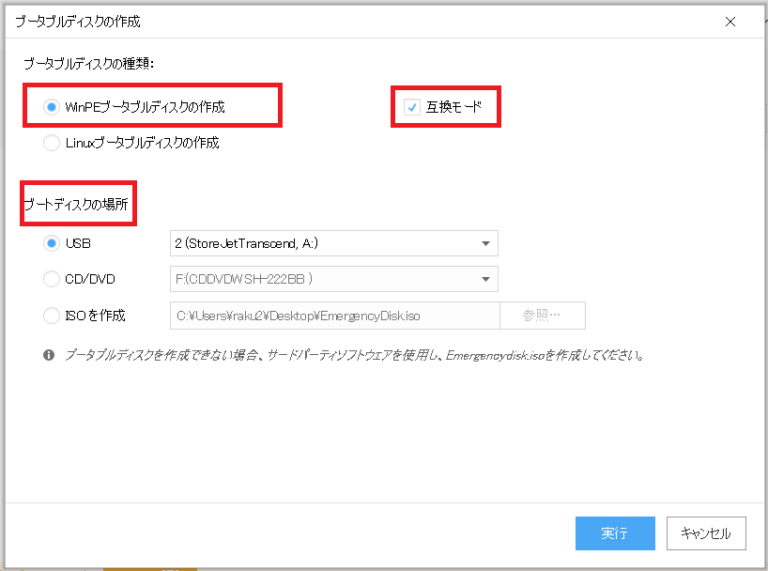 ブータブルディスクの作成
ブータブルディスクの種類:
WinPEブータブルディスクの作成
互換モード
Linuxブータブルディスクの作成
ブートディスクの場所
USB
2 (StoreJetTranscend, A:)
CD/DVD
F:(CDDVDW SH-222BB )
ISOを作成
C:¥Users¥raku2¥Desktop¥EmergencyDisk.iso
参照…
ブータブルディスクを作成できない場合、サードパーティソフトウェアを使用し、Emergencydisk.isoを作成してください。
実行
キャンセル